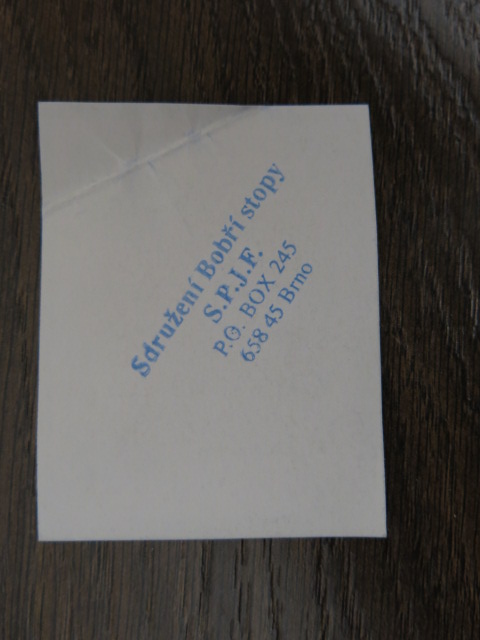 Sdružení Bobří stopy
S.P.J.F.
P.O. BOX 245
658 45 Brno